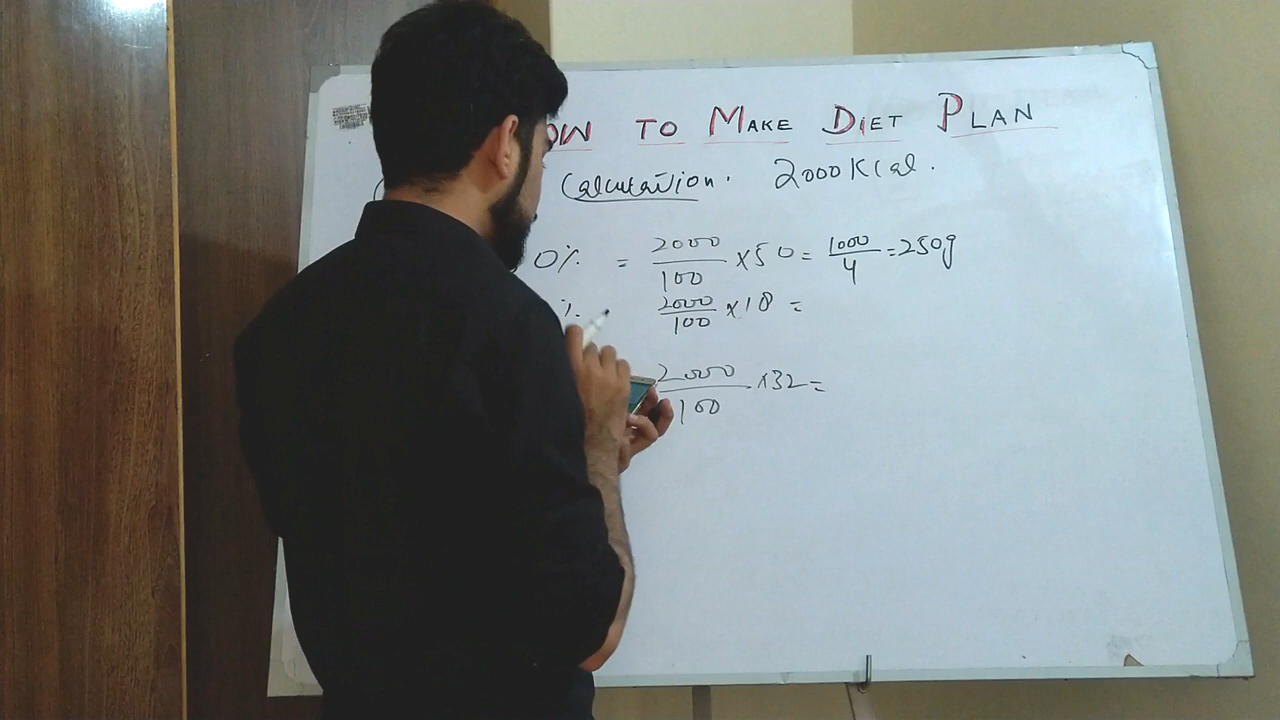 OW TO MAKE DIET PLAN
Calculation. 2000 Kcal.
0% = 2000/100 ×50 = 1000/4 = 250g
% 2000/100 ×18 =
2000/100 ×32 =